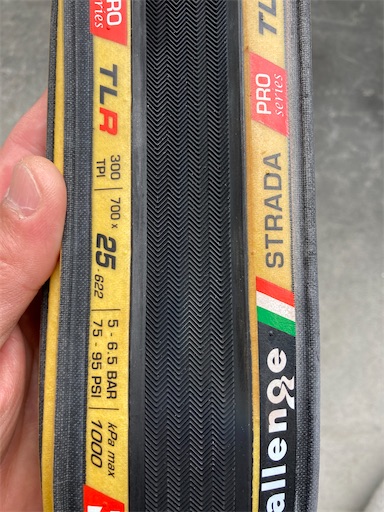 PRO
series
TLR
300
TPI
700 x
25
-622
5 - 6.5 BAR
75 - 95 PSI
kPa max
1000
TL
PRO
series
STRADA
allenge